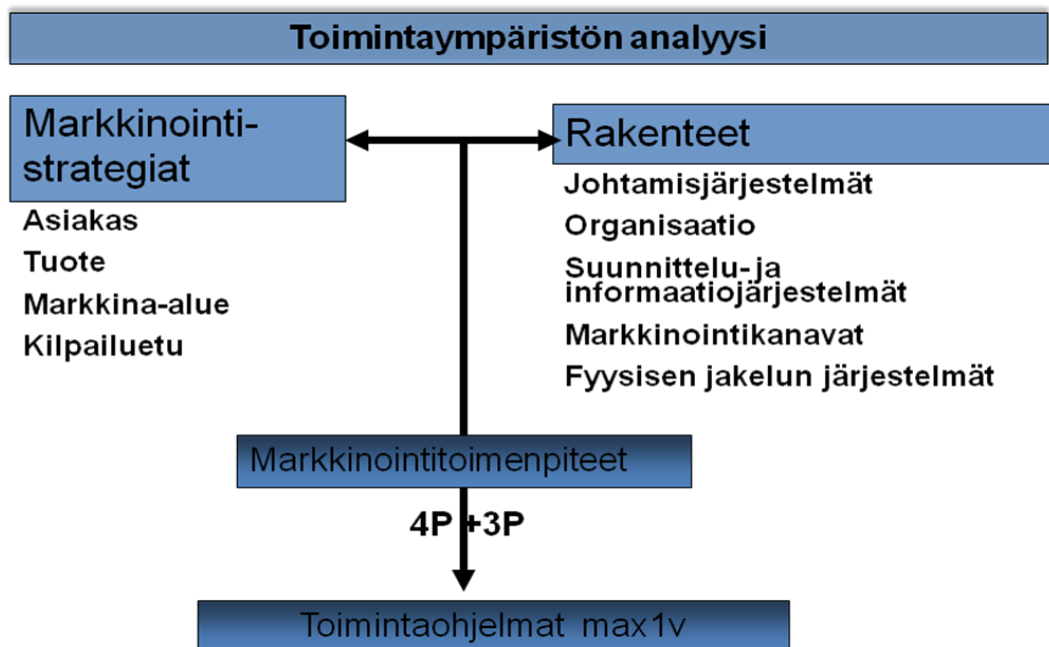 Toimintaympäristön analyysi
Markkinointi-
strategiat
Asiakas
Tuote
Markkina-alue
Kilpailuetu
Rakenteet
Johtamisjärjestelmät
Organisaatio
Suunnittelu-ja
informaatiojärjestelmät
Markkinointikanavat
Fyysisen jakelun järjestelmät
Markkinointitoimenpiteet
4P +3P
Toimintaohjelmat max1v